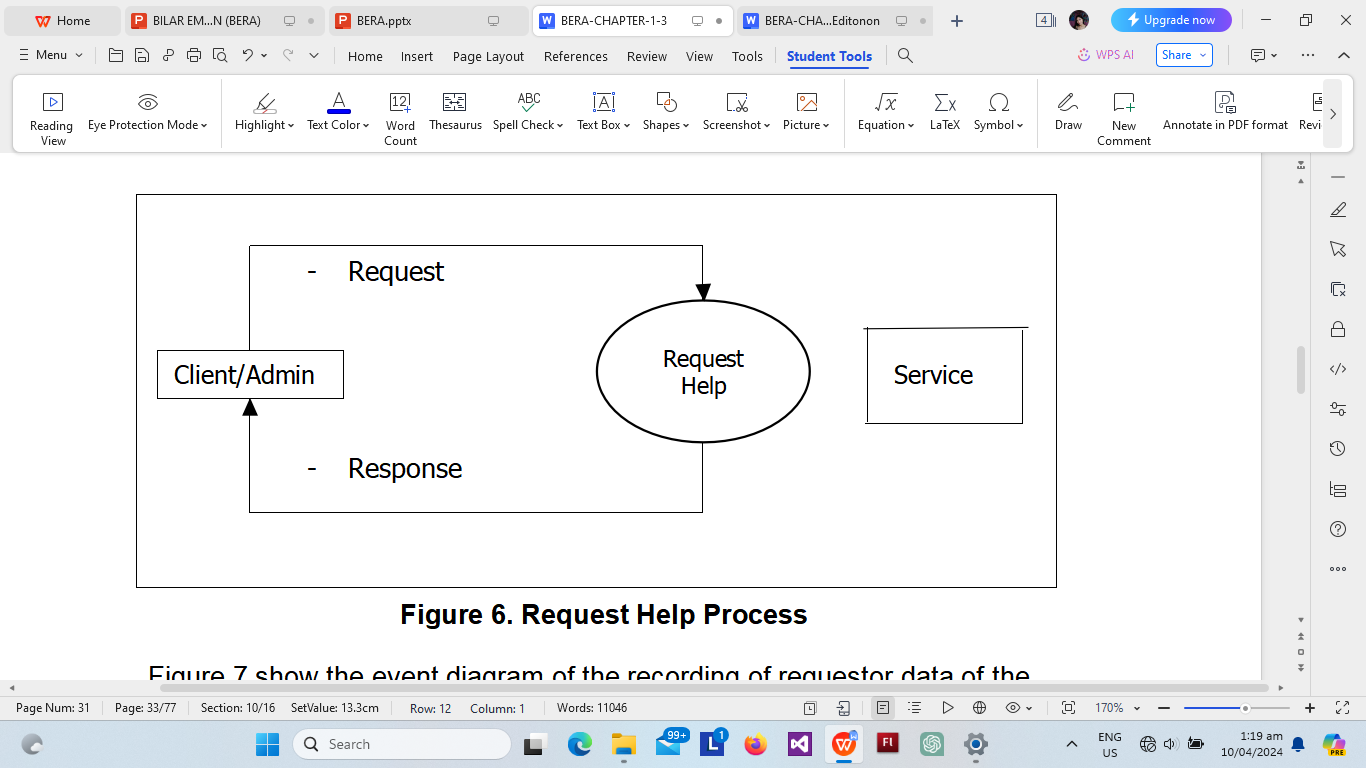 Home
BILAR EM...N (BERA)
BERA.pptx
BERA-CHAPTER-1-3
BERA-CHA...Editonon
4
Upgrade now
Menu
Home
Insert
Page Layout
References
Review
View
Tools
Student Tools
WPS AI
Share
Reading View
Eye Protection Mode
Highlight
Text Color
Word Count
Thesaurus
Spell Check
Text Box
Shapes
Screenshot
Picture
Equation
LaTeX
Symbol
Draw
New Comment
Annotate in PDF format
- Request
Request
Help
Client/Admin
Service
- Response
Figure 6. Request Help Process
Figure 7 show the event diagram of the recording of requestor data of the
Page Num: 31
Page: 33/77
Section: 10/16
SetValue: 13.3cm
Row: 12
Column: 1
Words: 11046
170%
Search
99+
1
ENG
US
1:19 am
10/04/2024
PRE